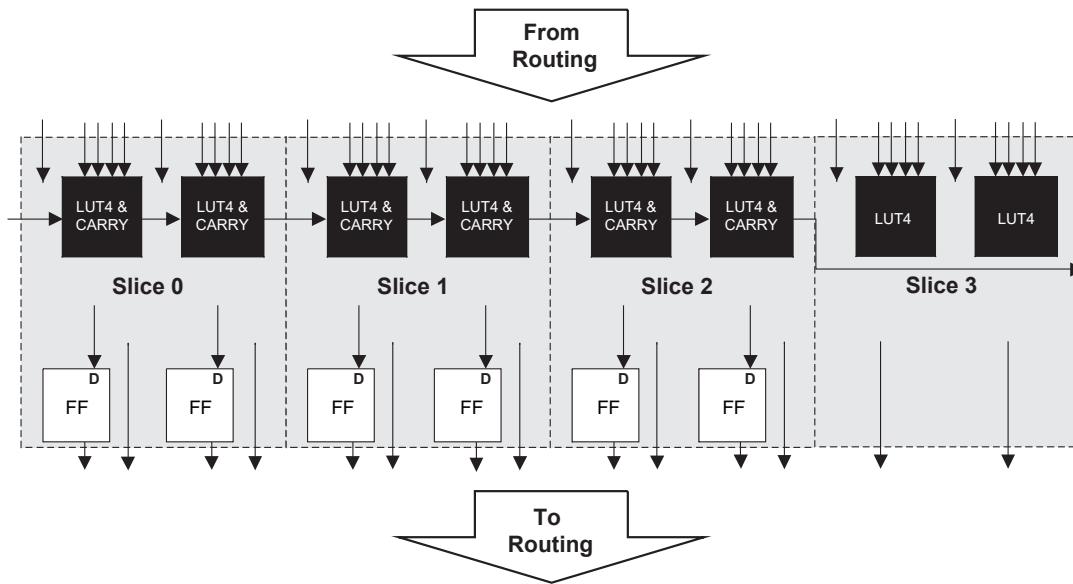 From
Routing
LUT4 &
CARRY
LUT4 &
CARRY
LUT4 &
CARRY
LUT4 &
CARRY
LUT4 &
CARRY
LUT4 &
CARRY
LUT4
LUT4
Slice 0
Slice 1
Slice 2
Slice 3
D
FF
D
FF
D
FF
D
FF
D
FF
D
FF
To
Routing